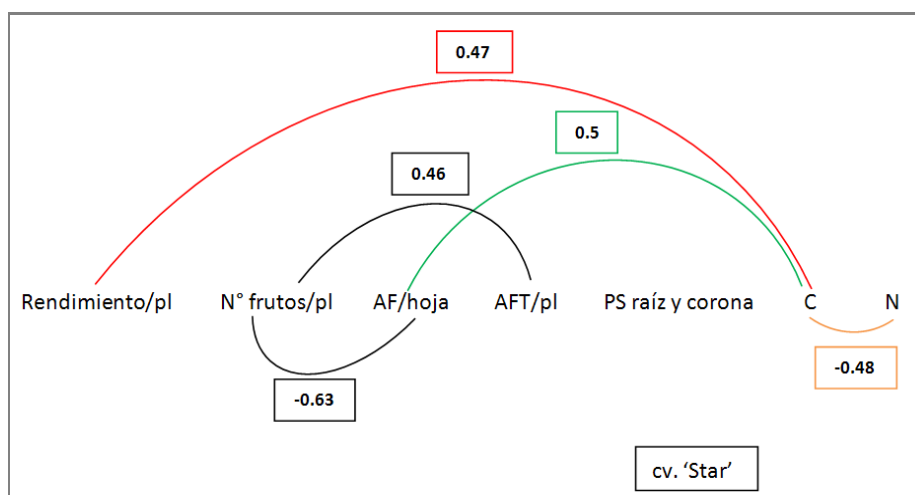 0.47
0.5
0.46
Rendimiento/pl N° frutos/pl AF/hoja AFT/pl PS raíz y corona C N
-0.48
-0.63
cv. ‘Star’